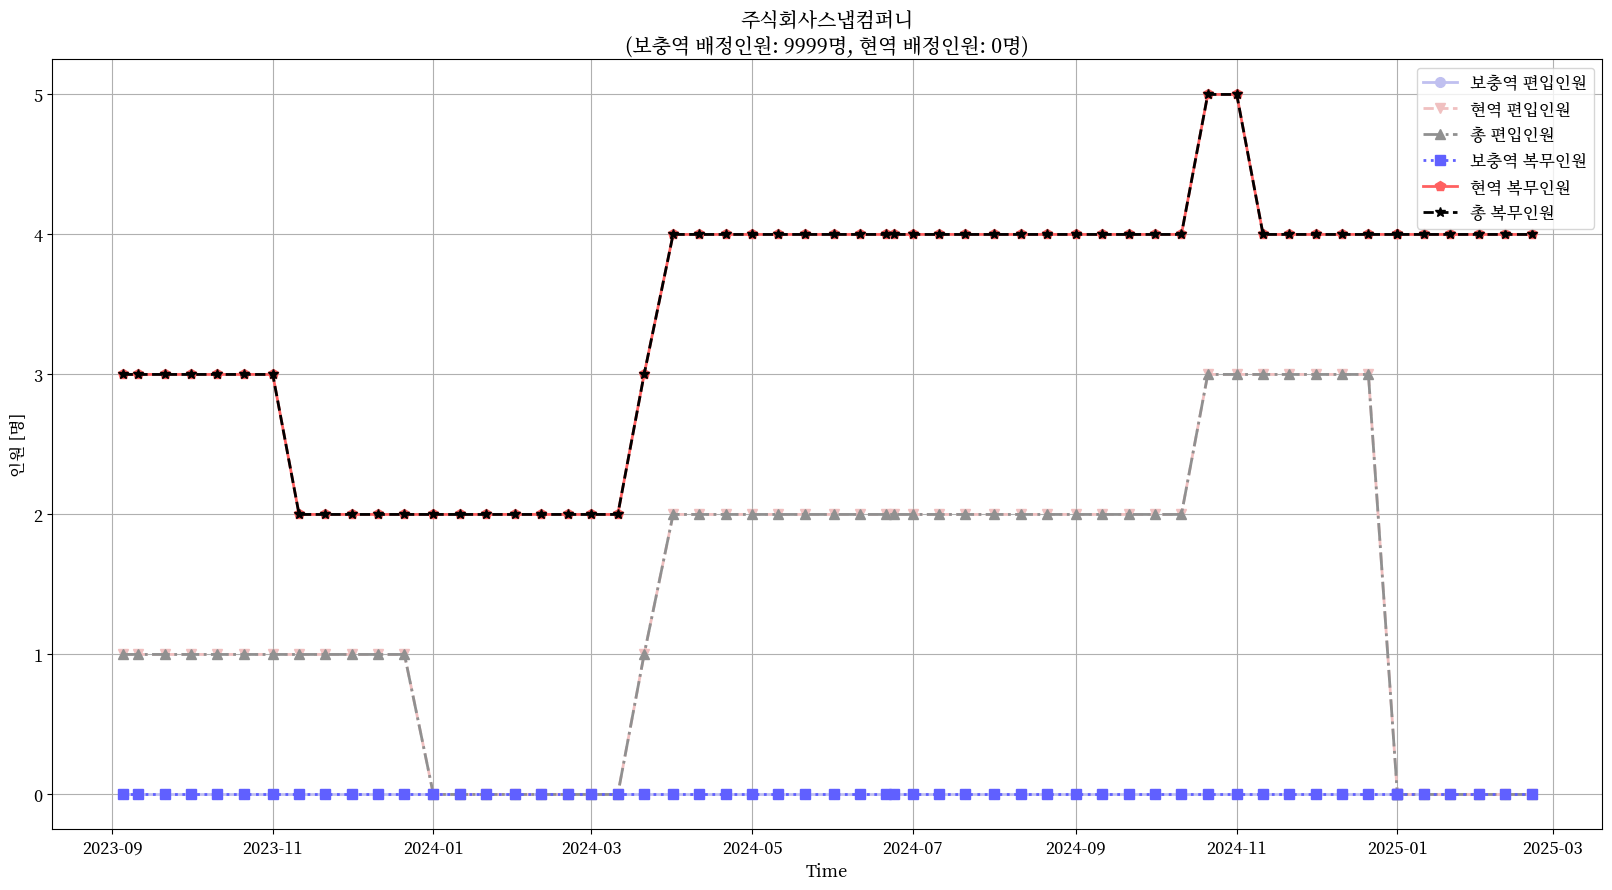 주식회사스냅컴퍼니
(보충역 배정인원: 9999명, 현역 배정인원: 0명)
보충역 편입인원
현역 편입인원
총 편입인원
보충역 복무인원
현역 복무인원
총 복무인원
인원 [명]
5
4
3
2
1
0
2023-09
2023-11
2024-01
2024-03
2024-05
2024-07
2024-09
2024-11
2025-01
2025-03
Time